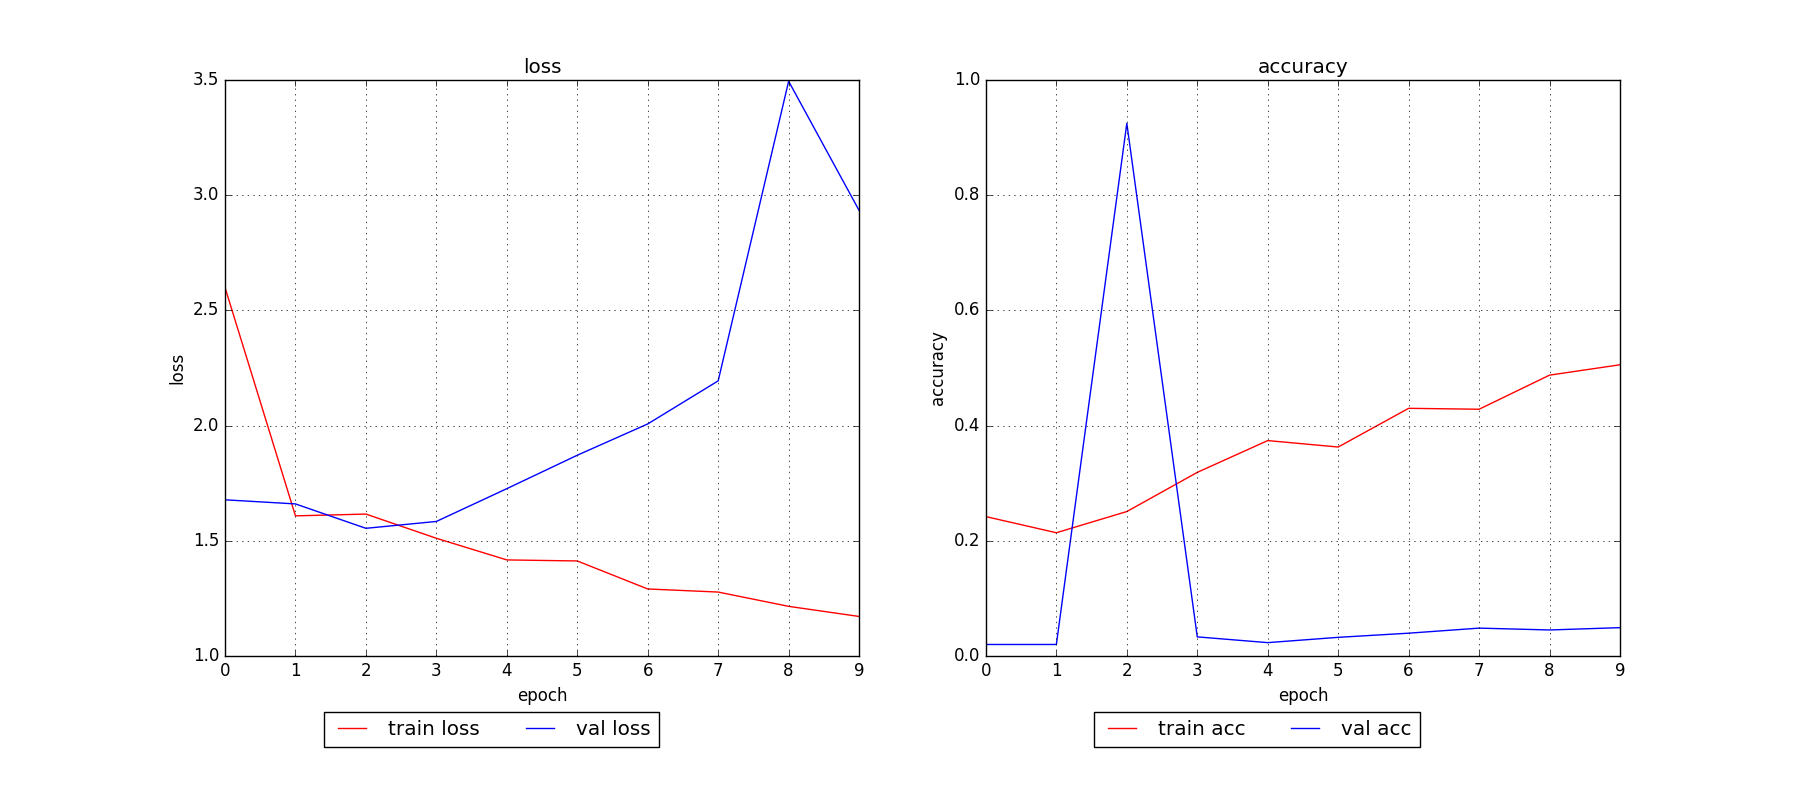 loss
3.5
3.0
2.5
2.0
1.5
1.0
loss
0 1 2 3 4 5 6 7 8 9
epoch
train loss val loss
accuracy
1.0
0.8
0.6
0.4
0.2
0.0
accuracy
0 1 2 3 4 5 6 7 8 9
epoch
train acc val acc